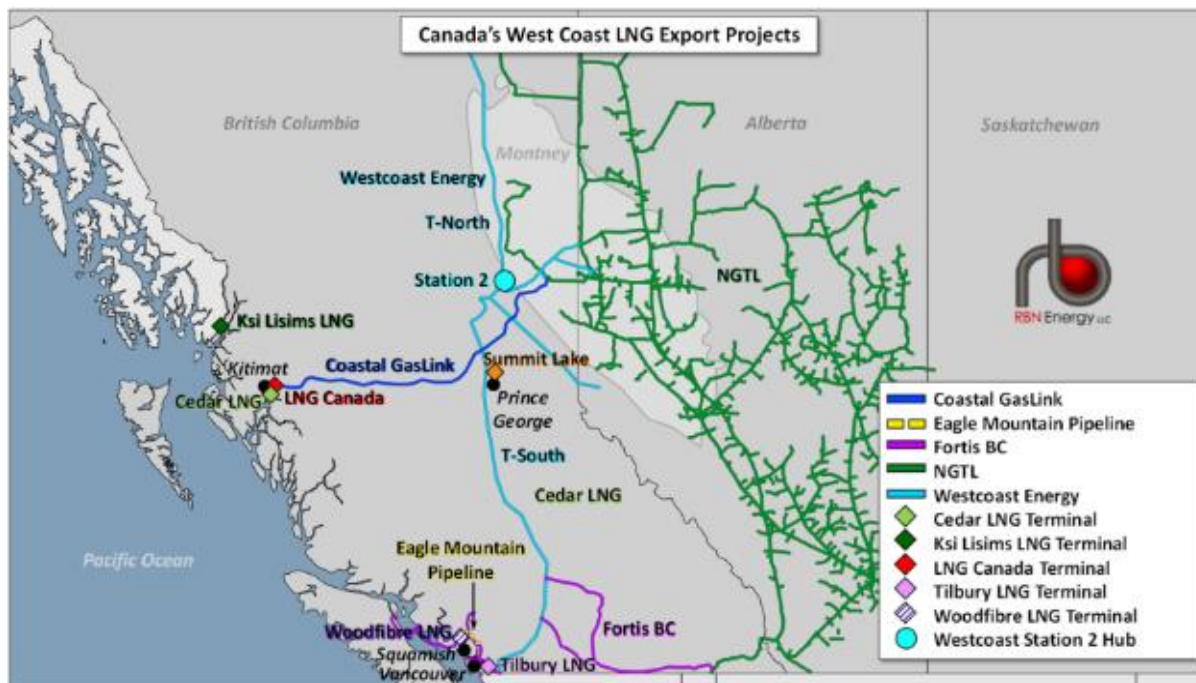 Canada's West Coast LNG Export Projects
British Columbia
Alberta
Saskatchewan
Montney
Westcoast Energy
T-North
Station 2
NGTL
RBN Energy LLC
Ksi Lisims LNG
Kitimat
Coastal GasLink
Summit Lake
Cedar LNG
LNG Canada
Prince
George
T-South
Cedar LNG
Pacific Ocean
Eagle Mountain
Pipeline
Woodfibre LNG
Fortis BC
Squamish
Vancouver
Tilbury LNG
Coastal GasLink
Eagle Mountain Pipeline
Fortis BC
NGTL
Westcoast Energy
Cedar LNG Terminal
Ksi Lisims LNG Terminal
LNG Canada Terminal
Tilbury LNG Terminal
Woodfibre LNG Terminal
Westcoast Station 2 Hub